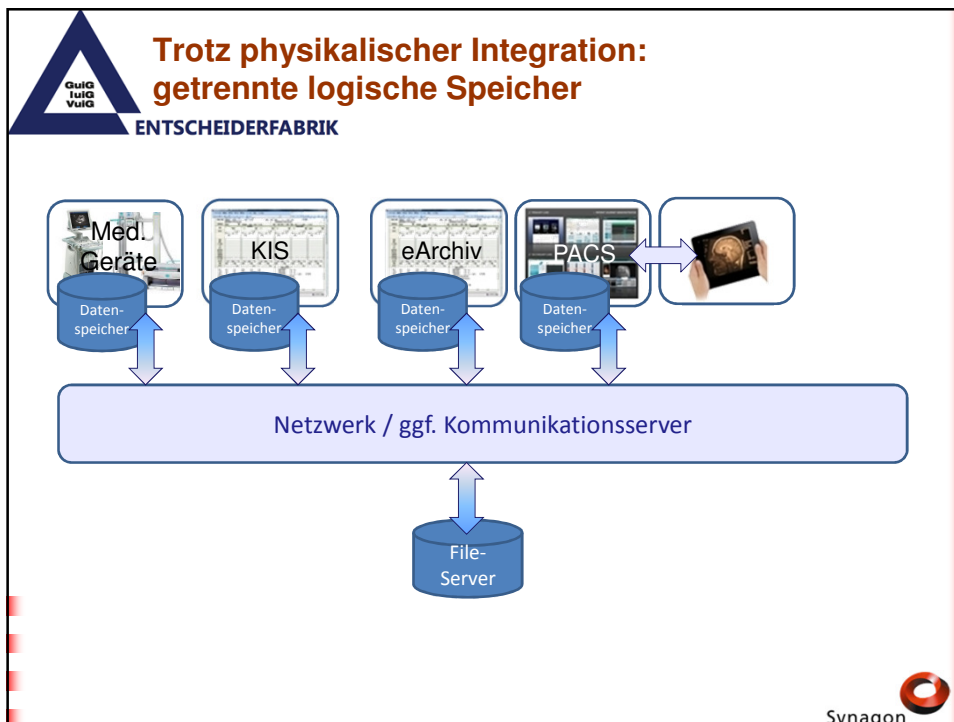 Trotz physikalischer Integration:
getrennte logische Speicher
GuiG
IuiG
VuiG
ENTSCHEIDERFABRIK
Med.
Geräte
KIS
eArchiv
PACS
Daten-
speicher
Daten-
speicher
Daten-
speicher
Daten-
speicher
Netzwerk / ggf. Kommunikationsserver
File-
Server
Synagon